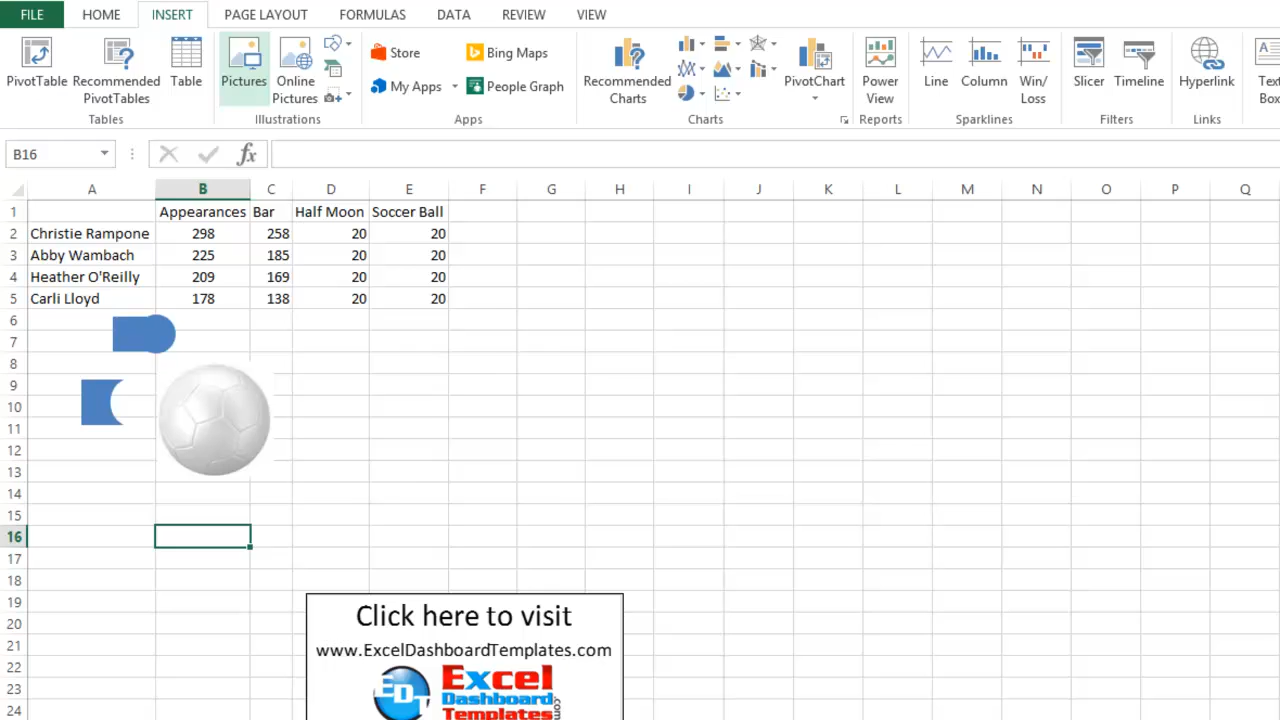 FILE HOME INSERT PAGE LAYOUT FORMULAS DATA REVIEW VIEW
PivotTable Recommended PivotTables Table Pictures Online Pictures
Store Bing Maps
My Apps People Graph
Recommended Charts PivotChart Power View Line Column Win/ Loss Slicer Timeline Hyperlink Text Box
Tables Illustrations Apps Charts Reports Sparklines Filters Links
B16 fx
A B C D E F G H I J K L M N O P Q
1 Appearances Bar Half Moon Soccer Ball
2 Christie Rampone 298 258 20 20
3 Abby Wambach 225 185 20 20
4 Heather O'Reilly 209 169 20 20
5 Carli Lloyd 178 138 20 20
6
7
8
9
10
11
12
13
14
15
16
17
18
19
20
21
22
23
24
Click here to visit
www.ExcelDashboardTemplates.com
EDT Excel
Dashboard
Templates.com